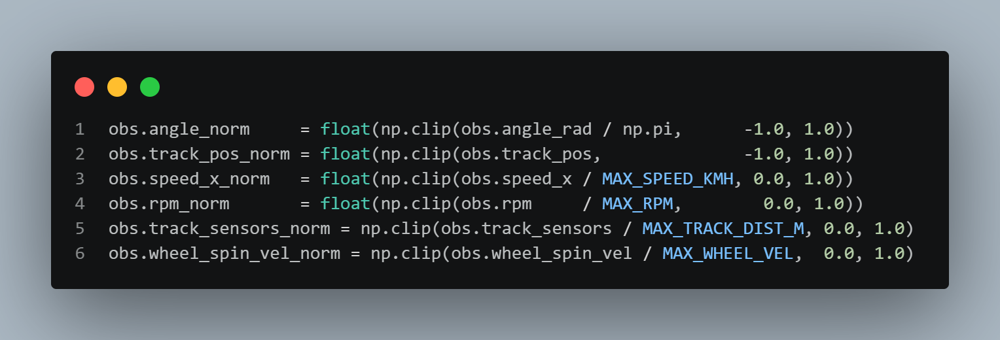 1 obs.angle_norm     = float(np.clip(obs.angle_rad / np.pi,      -1.0, 1.0))
2 obs.track_pos_norm = float(np.clip(obs.track_pos,              -1.0, 1.0))
3 obs.speed_x_norm   = float(np.clip(obs.speed_x / MAX_SPEED_KMH, 0.0, 1.0))
4 obs.rpm_norm       = float(np.clip(obs.rpm     / MAX_RPM,        0.0, 1.0))
5 obs.track_sensors_norm = np.clip(obs.track_sensors / MAX_TRACK_DIST_M, 0.0, 1.0)
6 obs.wheel_spin_vel_norm = np.clip(obs.wheel_spin_vel / MAX_WHEEL_VEL,  0.0, 1.0)